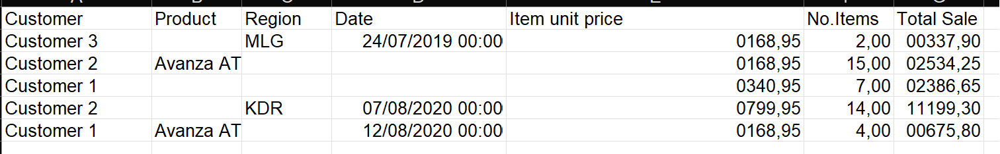 Customer Product Region Date Item unit price No.Items Total Sale
Customer 3 MLG 24/07/2019 00:00 0168,95 2,00 00337,90
Customer 2 Avanza AT 0168,95 15,00 02534,25
Customer 1 0340,95 7,00 02386,65
Customer 2 KDR 07/08/2020 00:00 0799,95 14,00 11199,30
Customer 1 Avanza AT 12/08/2020 00:00 0168,95 4,00 00675,80